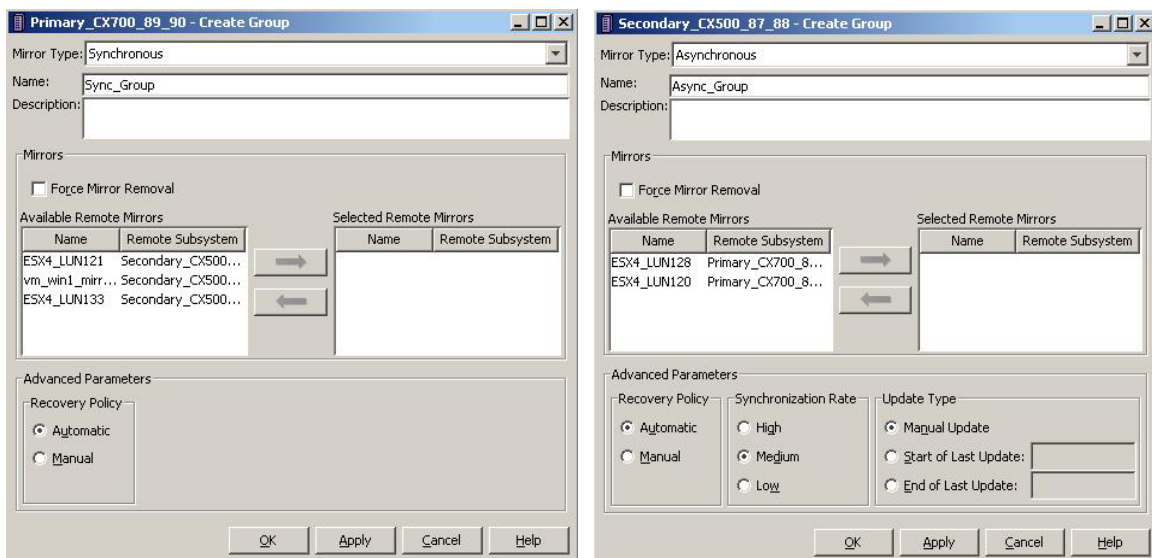 Primary_CX700_89_90 - Create Group
Mirror Type: Synchronous
Name: Sync_Group
Description:
Mirrors
Force Mirror Removal
Available Remote Mirrors
Selected Remote Mirrors
Name Remote Subsystem
Name Remote Subsystem
ESX4_LUN121 Secondary_CX500...
vm_win1_mirr... Secondary_CX500...
ESX4_LUN133 Secondary_CX500...
Advanced Parameters
Recovery Policy
Automatic
Manual
OK Apply Cancel Help
Secondary_CX500_87_88 - Create Group
Mirror Type: Asynchronous
Name: Async_Group
Description:
Mirrors
Force Mirror Removal
Available Remote Mirrors
Selected Remote Mirrors
Name Remote Subsystem
Name Remote Subsystem
ESX4_LUN128 Primary_CX700_8...
ESX4_LUN120 Primary_CX700_8...
Advanced Parameters
Recovery Policy
Automatic
Manual
Synchronization Rate
High
Medium
Low
Update Type
Manual Update
Start of Last Update:
End of Last Update:
OK Apply Cancel Help